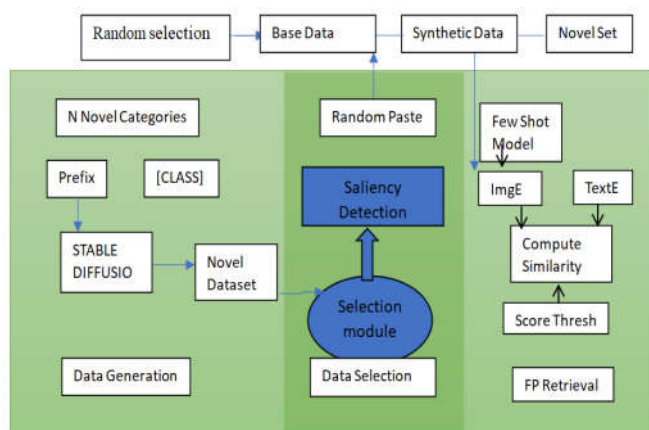 Random selection
Base Data
Synthetic Data
Novel Set
N Novel Categories
Random Paste
Few Shot
Model
Prefix
[CLASS]
Saliency
Detection
ImgE
TextE
STABLE
DIFFUSIO
Novel
Dataset
Compute
Similarity
Selection
module
Score Thresh
Data Generation
Data Selection
FP Retrieval